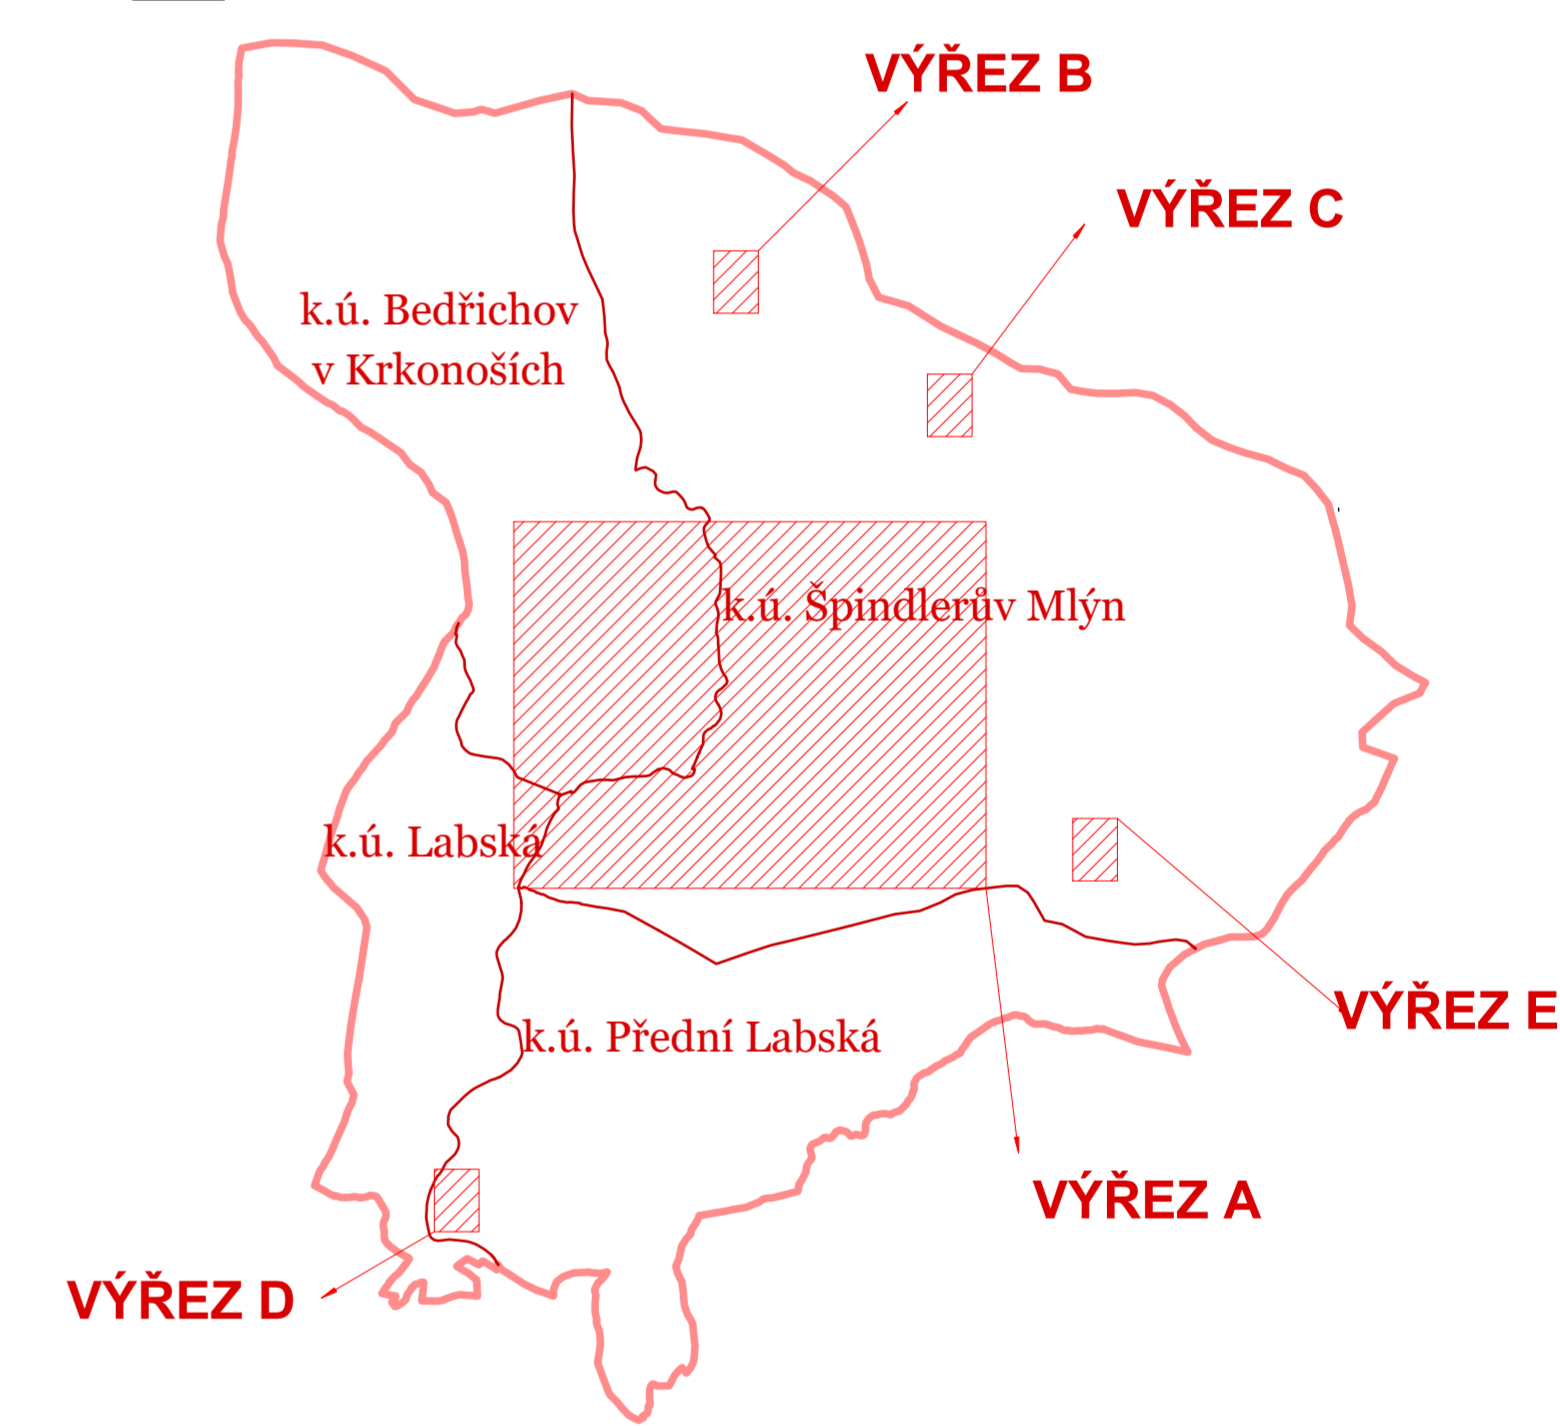 VÝŘEZ B
VÝŘEZ C
k.ú. Bedřichov
v Krkonoších
k.ú. Špindlerův Mlýn
k.ú. Labská
VÝŘEZ E
k.ú. Přední Labská
VÝŘEZ A
VÝŘEZ D